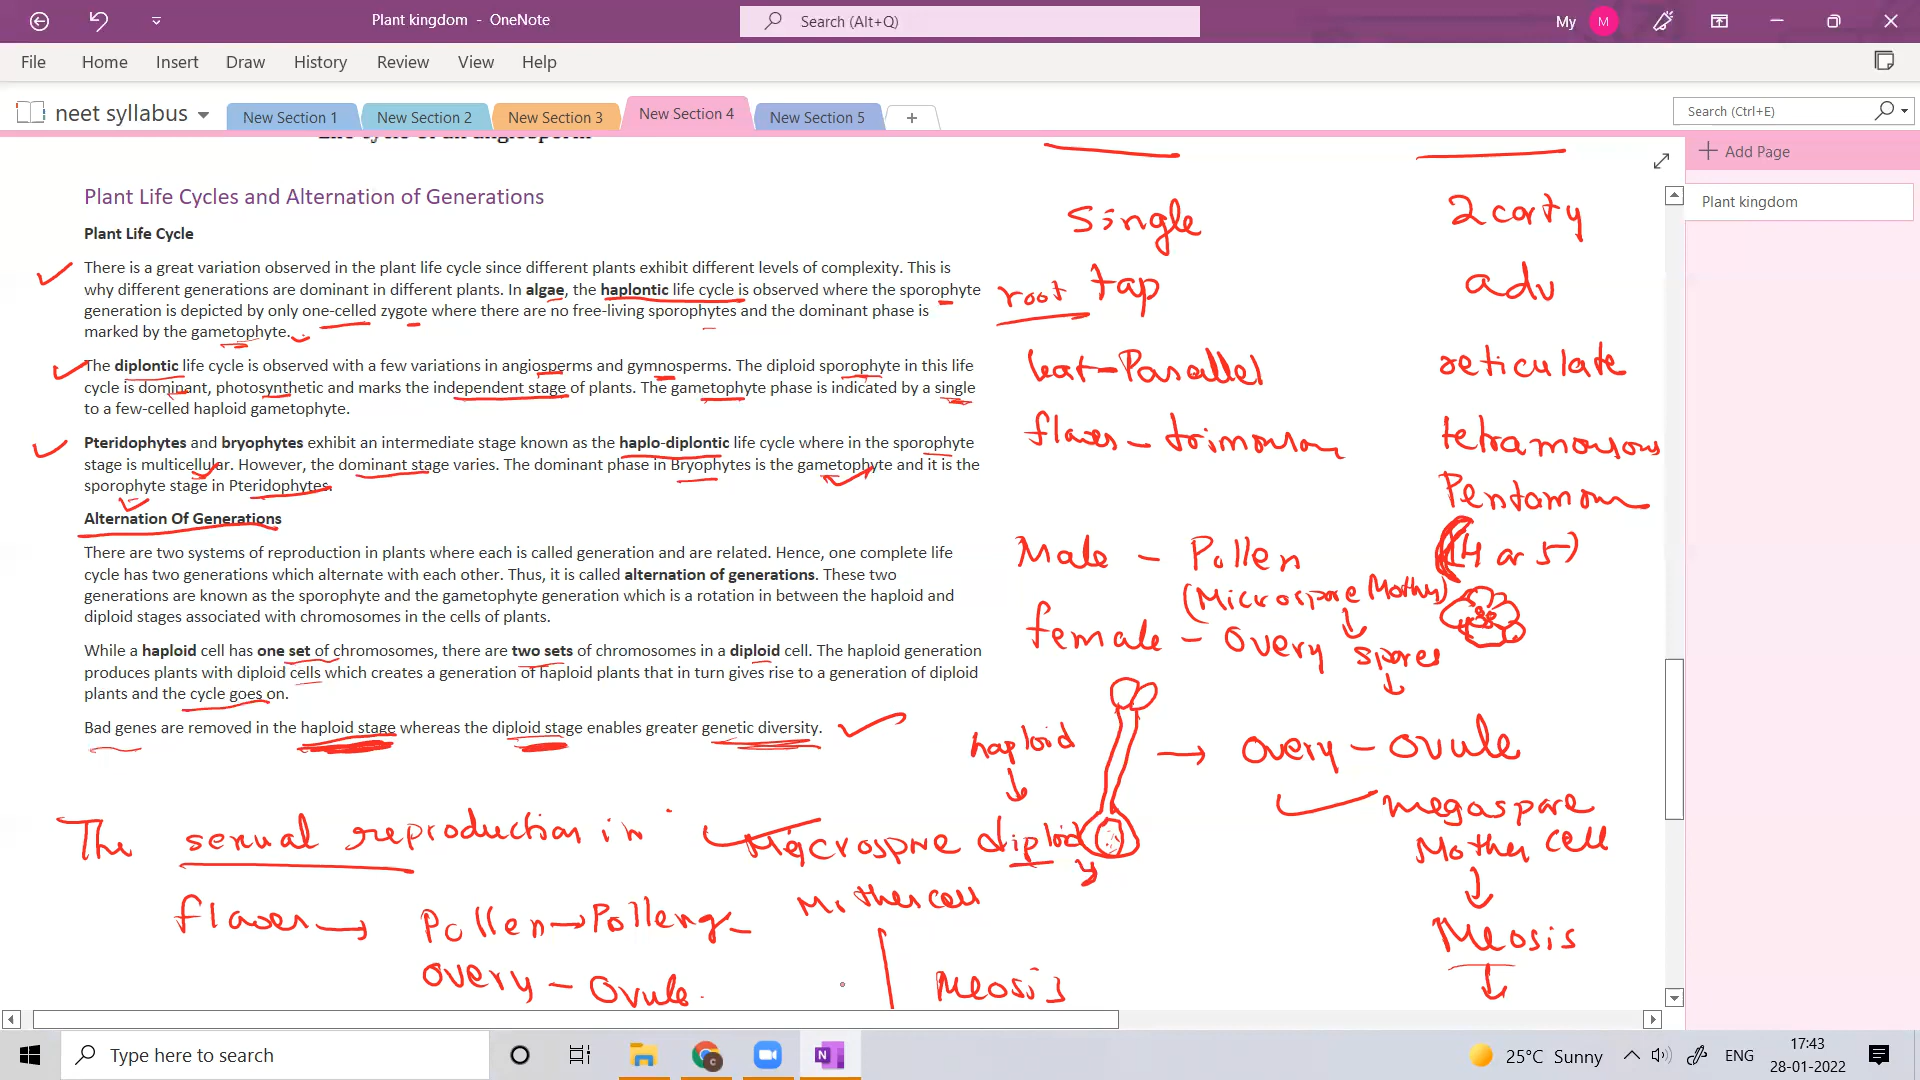 Plant kingdom - OneNote
Search (Alt+Q)
My M
File Home Insert Draw History Review View Help
neet syllabus
New Section 1 New Section 2 New Section 3 New Section 4 New Section 5 +
Search (Ctrl+E)
Add Page
Plant kingdom
Plant Life Cycles and Alternation of Generations
Plant Life Cycle
There is a great variation observed in the plant life cycle since different plants exhibit different levels of complexity. This is
why different generations are dominant in different plants. In algae, the haplontic life cycle is observed where the sporophyte
generation is depicted by only one-celled zygote where there are no free-living sporophytes and the dominant phase is
marked by the gametophyte.
The diplontic life cycle is observed with a few variations in angiosperms and gymnosperms. The diploid sporophyte in this life
cycle is dominant, photosynthetic and marks the independent stage of plants. The gametophyte phase is indicated by a single
to a few-celled haploid gametophyte.
Pteridophytes and bryophytes exhibit an intermediate stage known as the haplo-diplontic life cycle where in the sporophyte
stage is multicellular. However, the dominant stage varies. The dominant phase in Bryophytes is the gametophyte and it is the
sporophyte stage in Pteridophytes.
Alternation Of Generations
There are two systems of reproduction in plants where each is called generation and are related. Hence, one complete life
cycle has two generations which alternate with each other. Thus, it is called alternation of generations. These two
generations are known as the sporophyte and the gametophyte generation which is a rotation in between the haploid and
diploid stages associated with chromosomes in the cells of plants.
While a haploid cell has one set of chromosomes, there are two sets of chromosomes in a diploid cell. The haploid generation
produces plants with diploid cells which creates a generation of haploid plants that in turn gives rise to a generation of diploid
plants and the cycle goes on.
Bad genes are removed in the haploid stage whereas the diploid stage enables greater genetic diversity.
single 2 coty
root tap adv
Parallel reticulate
tetramourous
(4 or 5)
Male - Pollen
(Microspore
female - overy spores
haploid
→ overy - ovule
megaspore
Mother cell
Meosis
The sexual reproduction in
diploid
Mothercell
→ Pollen →
overy - ovule
Meosis
Type here to search
25°C Sunny
ENG
17:43
28-01-2022